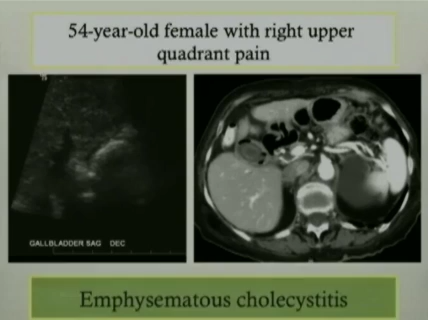 54-year-old female with right upper
quadrant pain
GALLBLADDER SAG DEC
Emphysematous cholecystitis